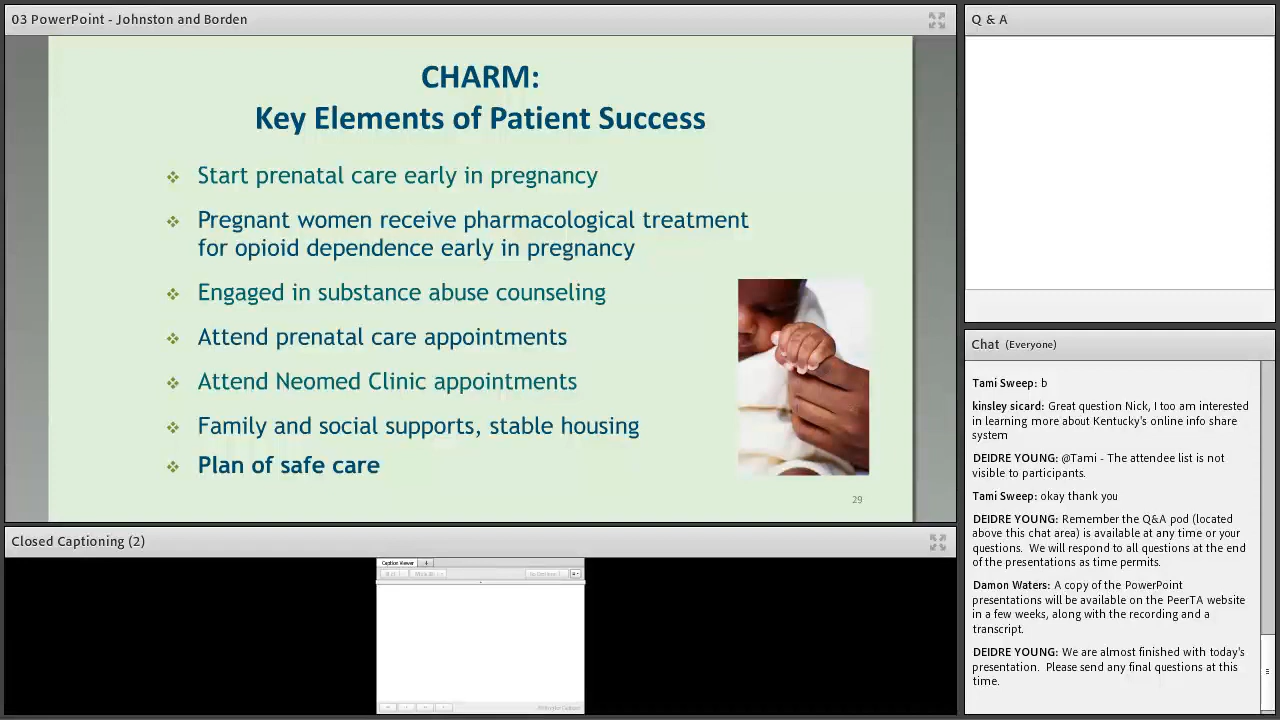 03 PowerPoint - Johnston and Borden
CHARM:
Key Elements of Patient Success
Start prenatal care early in pregnancy
Pregnant women receive pharmacological treatment
for opioid dependence early in pregnancy
Engaged in substance abuse counseling
Attend prenatal care appointments
Attend Neomed Clinic appointments
Family and social supports, stable housing
Plan of safe care
29
Closed Captioning (2)
Caption Viewer
Q & A
Chat (Everyone)
Tami Sweep: b
kinsley sicard: Great question Nick, I too am interested
in learning more about Kentucky's online info share
system
DEIDRE YOUNG: @Tami - The attendee list is not
visible to participants.
Tami Sweep: okay thank you
DEIDRE YOUNG: Remember the Q&A pod (located
above this chat area) is available at any time or your
questions. We will respond to all questions at the end
of the presentations as time permits.
Damon Waters: A copy of the PowerPoint
presentations will be available on the PeerTA website
in a few weeks, along with the recording and a
transcript.
DEIDRE YOUNG: We are almost finished with today's
presentation. Please send any final questions at this
time.